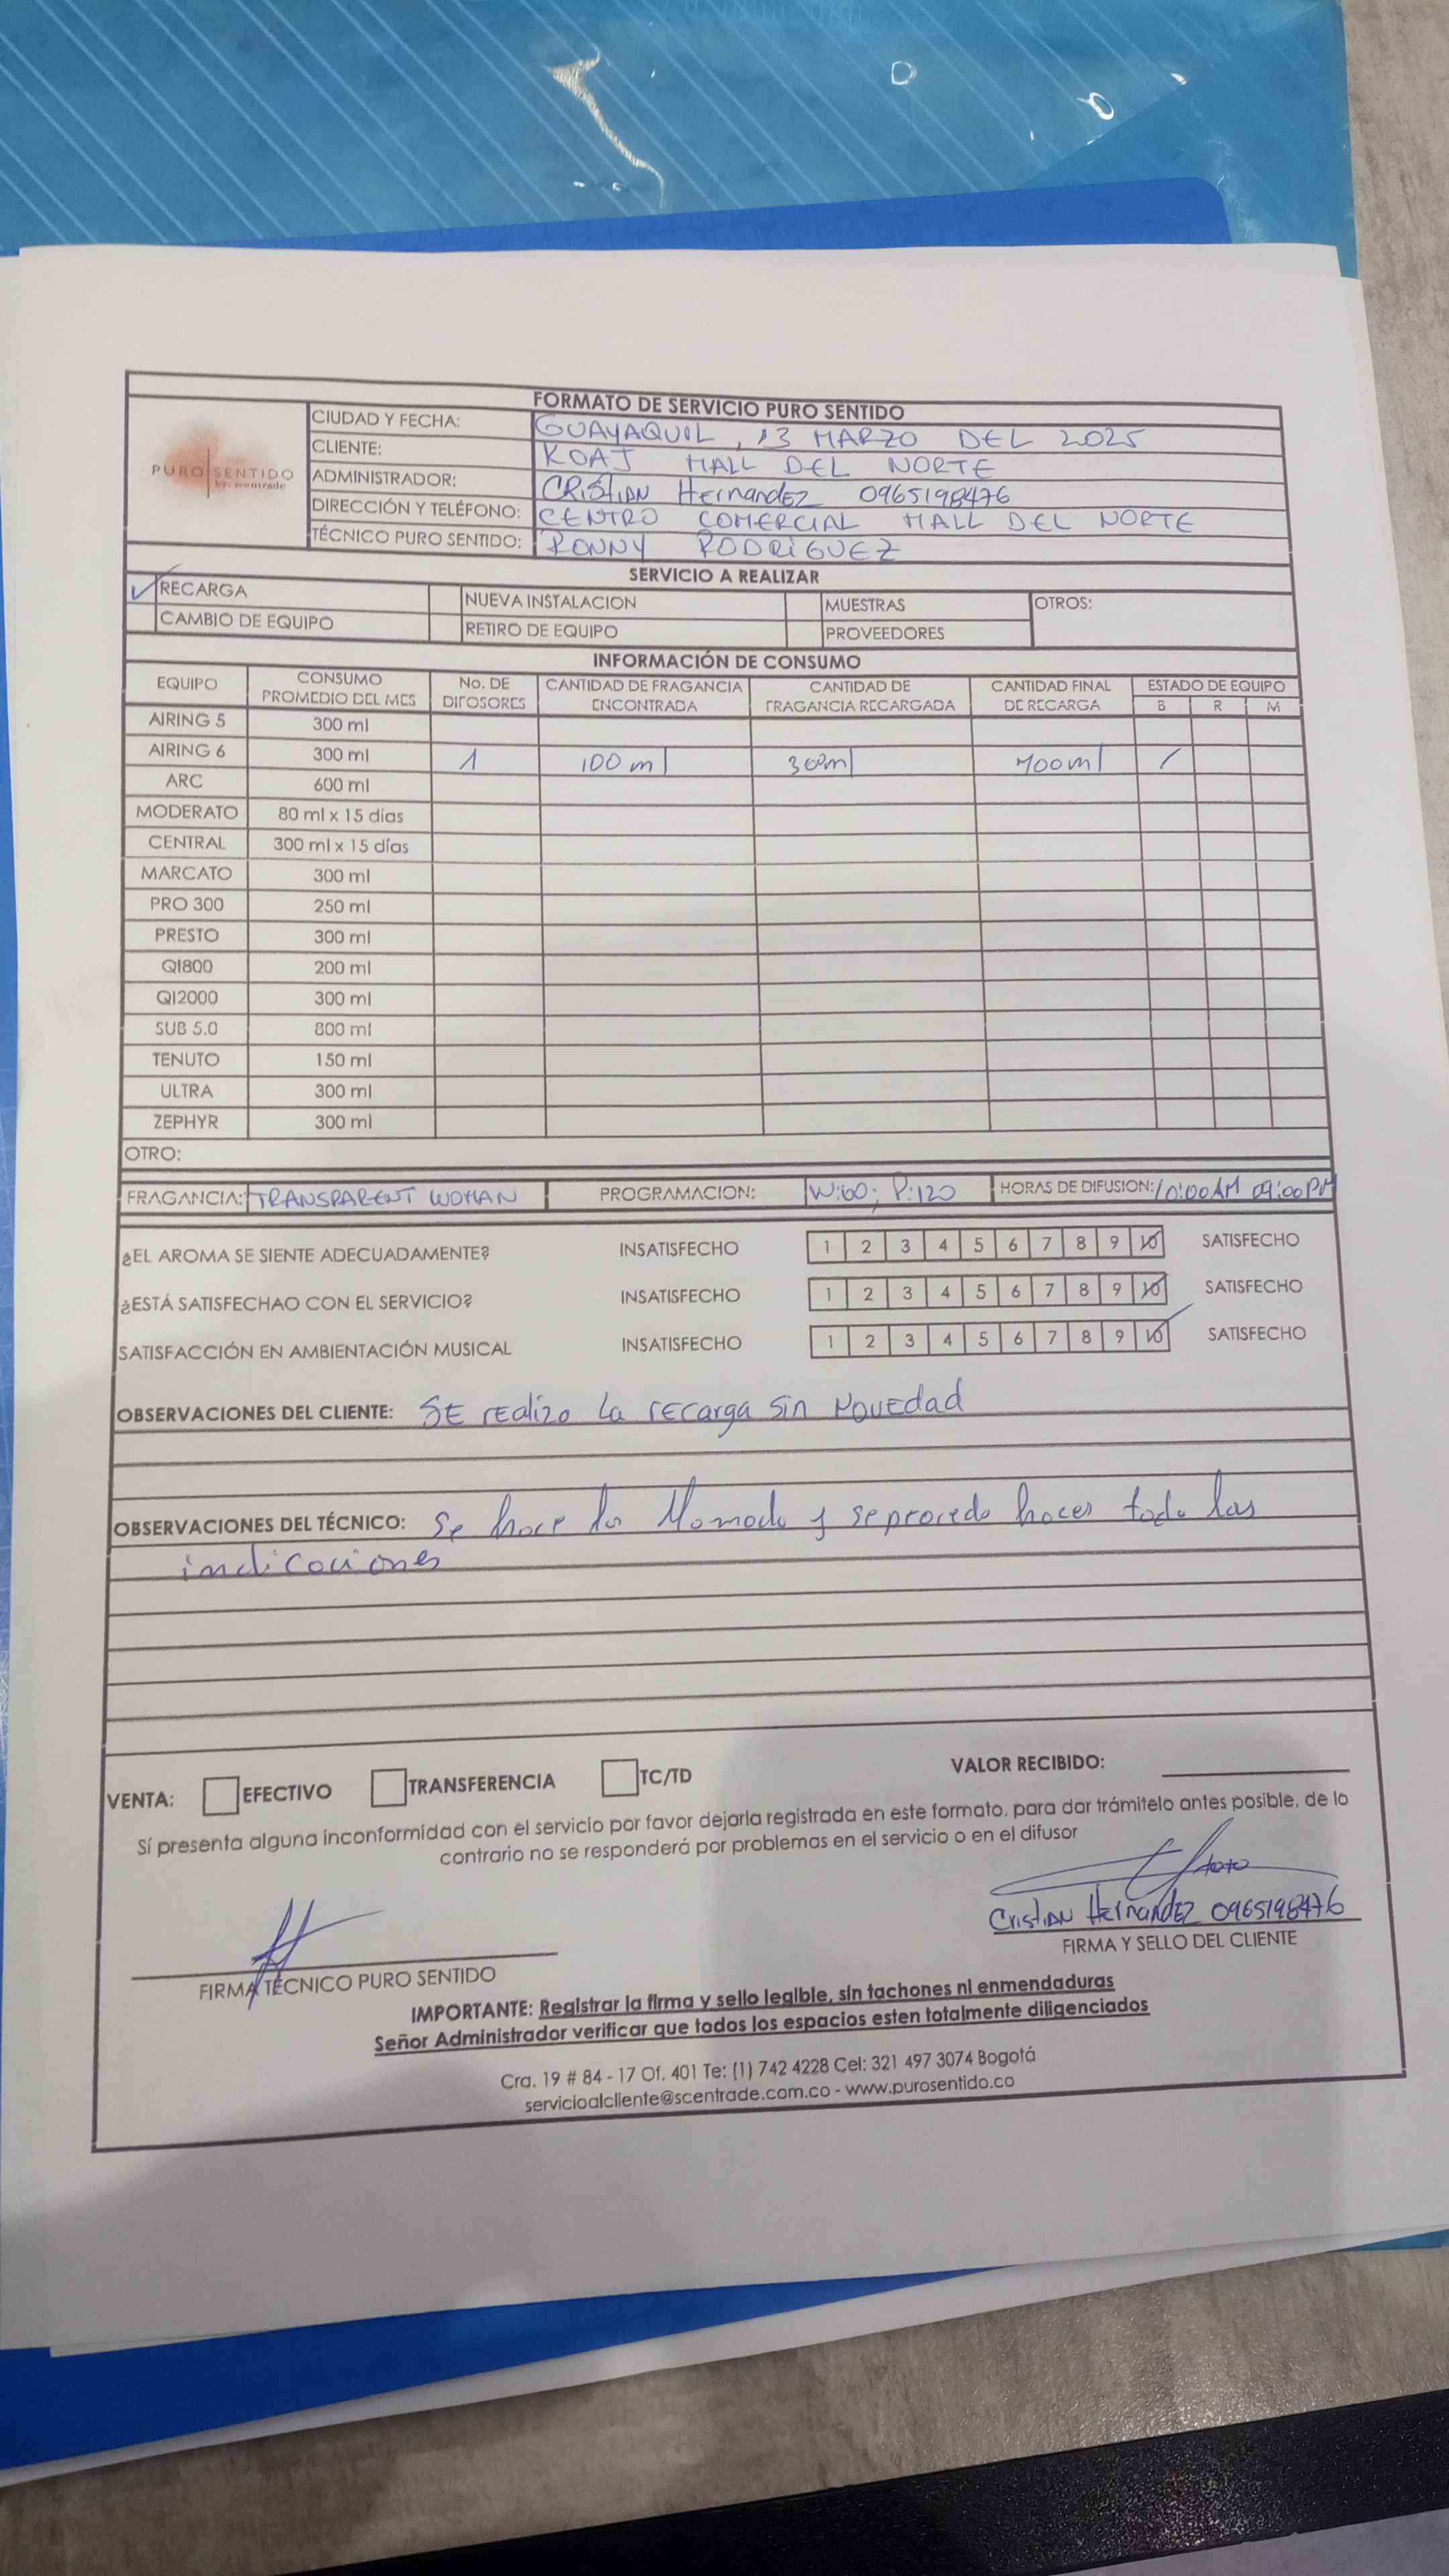 FORMATO DE SERVICIO PURO SENTIDO
PURO SENTIDO
by: scentrade
CIUDAD Y FECHA: GUAYAQUIL, 13 MARZO DEL 2025
CLIENTE: KOAJ MALL DEL NORTE
ADMINISTRADOR: CRISTIAN HernandEZ 0965198476
DIRECCIÓN Y TELÉFONO: CENTRO COMERCIAL MALL DEL NORTE
TÉCNICO PURO SENTIDO: RONNY RODRIGUEZ
SERVICIO A REALIZAR
✓ RECARGA NUEVA INSTALACION MUESTRAS OTROS:
CAMBIO DE EQUIPO RETIRO DE EQUIPO PROVEEDORES
INFORMACIÓN DE CONSUMO
EQUIPO CONSUMO PROMEDIO DEL MES No. DE DIFOSORES CANTIDAD DE FRAGANCIA ENCONTRADA CANTIDAD DE FRAGANCIA RECARGADA CANTIDAD FINAL DE RECARGA ESTADO DE EQUIPO B R M
AIRING 5 300 ml
AIRING 6 300 ml 1 100 ml 300ml 400ml /
ARC 600 ml
MODERATO 80 ml x 15 días
CENTRAL 300 ml x 15 días
MARCATO 300 ml
PRO 300 250 ml
PRESTO 300 ml
QI800 200 ml
QI2000 300 ml
SUB 5.0 800 ml
TENUTO 150 ml
ULTRA 300 ml
ZEPHYR 300 ml
OTRO:
FRAGANCIA: TRANSPARENT WOMAN PROGRAMACION: W:60; P:120 HORAS DE DIFUSION: 10:00AM 09:00PM
¿EL AROMA SE SIENTE ADECUADAMENTE? INSATISFECHO 1 2 3 4 5 6 7 8 9 10 SATISFECHO
¿ESTÁ SATISFECHAO CON EL SERVICIO? INSATISFECHO 1 2 3 4 5 6 7 8 9 10 SATISFECHO
SATISFACCIÓN EN AMBIENTACIÓN MUSICAL INSATISFECHO 1 2 3 4 5 6 7 8 9 10 SATISFECHO
OBSERVACIONES DEL CLIENTE: SE realizo la recarga sin Novedad
OBSERVACIONES DEL TÉCNICO: Se hace la llamada y se procede hacer toda las
indicaciones
VENTA: EFECTIVO TRANSFERENCIA TC/TD VALOR RECIBIDO:
Sí presenta alguna inconformidad con el servicio por favor dejarla registrada en este formato, para dar trámitelo antes posible, de lo
contrario no se responderá por problemas en el servicio o en el difusor
Cristian HernandEZ 0965198476
FIRMA TÉCNICO PURO SENTIDO FIRMA Y SELLO DEL CLIENTE
IMPORTANTE: Registrar la firma y sello legible, sin tachones ni enmendaduras
Señor Administrador verificar que todos los espacios esten totalmente diligenciados
Cra. 19 # 84 - 17 Of. 401 Te: (1) 742 4228 Cel: 321 497 3074 Bogotá
servicioalcliente@scentrade.com.co - www.purosentido.co